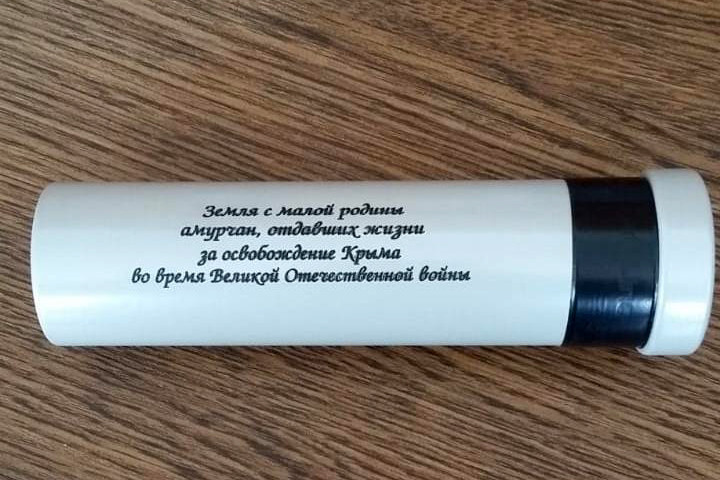 Земля с малой родины
амурчан, отдавших жизни
за освобождение Крыма
во время Великой Отечественной войны